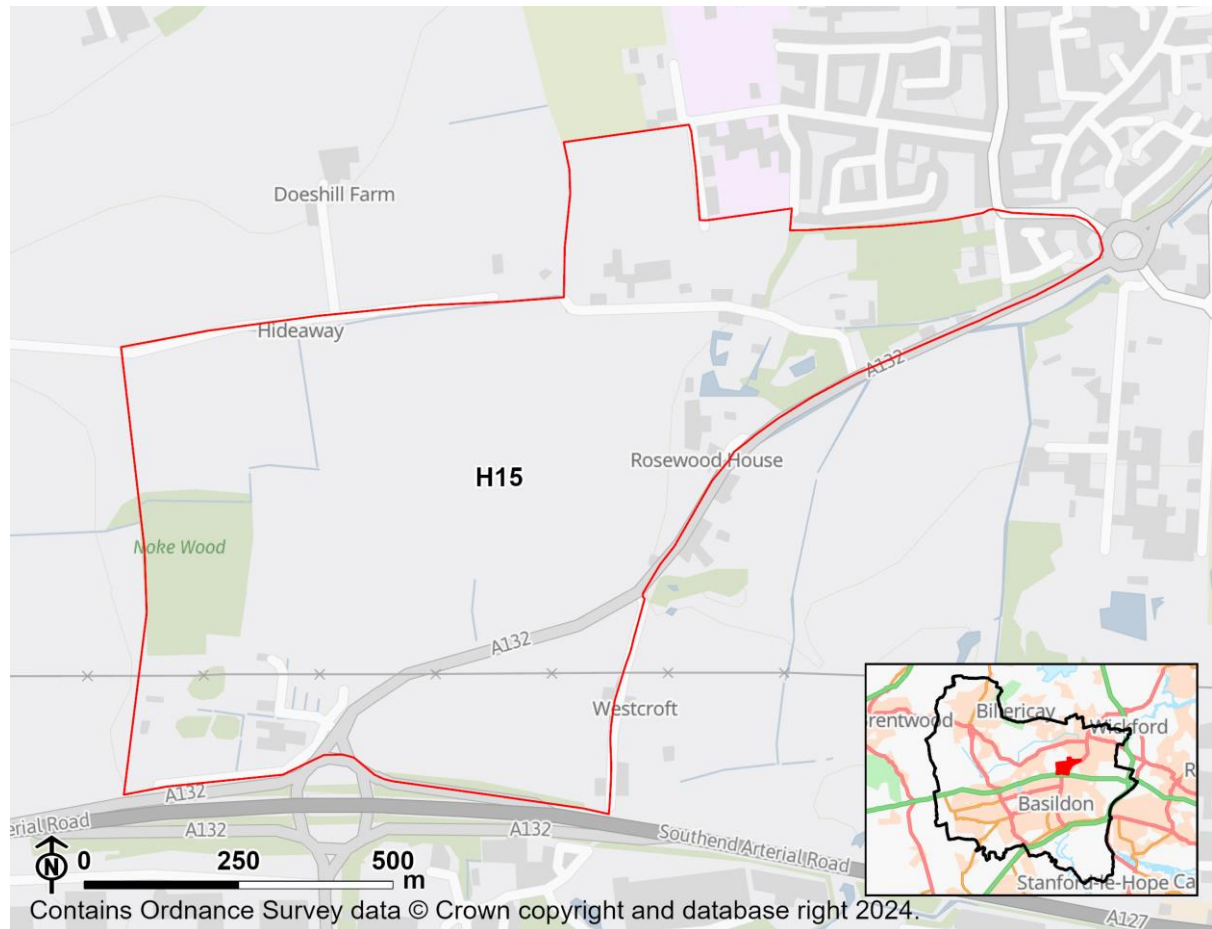 Doeshill Farm
Hideaway
A132
Rosewood House
H15
Noke Wood
A132
Westcroft
A132
erial Road
A132
A132
Southend Arterial Road
A127
N
0 250 500
m
Contains Ordnance Survey data © Crown copyright and database right 2024.
Billericay
rentwood
Wickford
R
Basildon
Stanford-le-Hope Ca